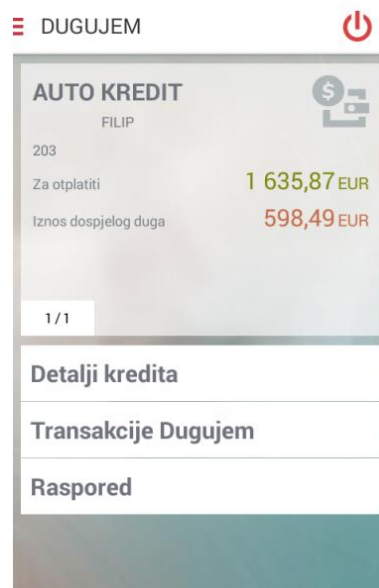 DUGUJEM
AUTO KREDIT
FILIP
203
Za otplatiti 1 635,87 EUR
Iznos dospjelog duga 598,49 EUR
1/1
Detalji kredita
Transakcije Dugujem
Raspored